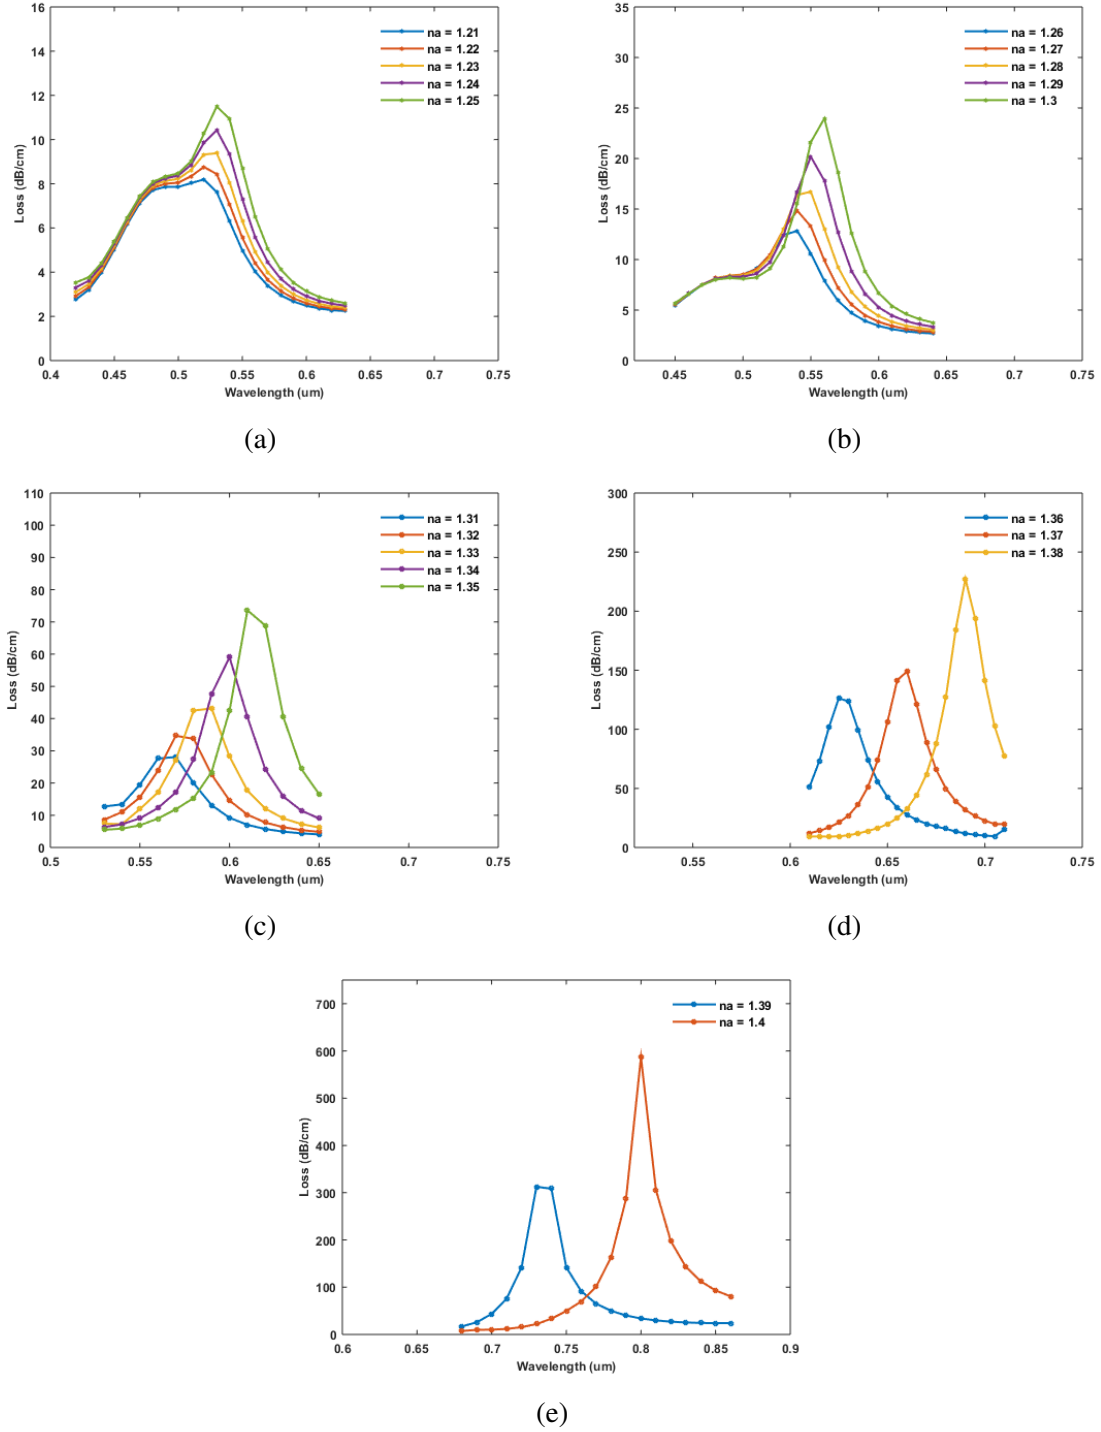 16
14
12
10
8
6
4
2
0
0.4 0.45 0.5 0.55 0.6 0.65 0.7 0.75
Loss (dB/cm)
Wavelength (um)
na = 1.21
na = 1.22
na = 1.23
na = 1.24
na = 1.25
(a)
35
30
25
20
15
10
5
0
0.45 0.5 0.55 0.6 0.65 0.7 0.75
Loss (dB/cm)
Wavelength (um)
na = 1.26
na = 1.27
na = 1.28
na = 1.29
na = 1.3
(b)
110
100
90
80
70
60
50
40
30
20
10
0
0.5 0.55 0.6 0.65 0.7 0.75
Loss (dB/cm)
Wavelength (um)
na = 1.31
na = 1.32
na = 1.33
na = 1.34
na = 1.35
(c)
300
250
200
150
100
50
0
0.55 0.6 0.65 0.7 0.75
Loss (dB/cm)
Wavelength (um)
na = 1.36
na = 1.37
na = 1.38
(d)
700
600
500
400
300
200
100
0
0.6 0.65 0.7 0.75 0.8 0.85 0.9
Loss (dB/cm)
Wavelength (um)
na = 1.39
na = 1.4
(e)